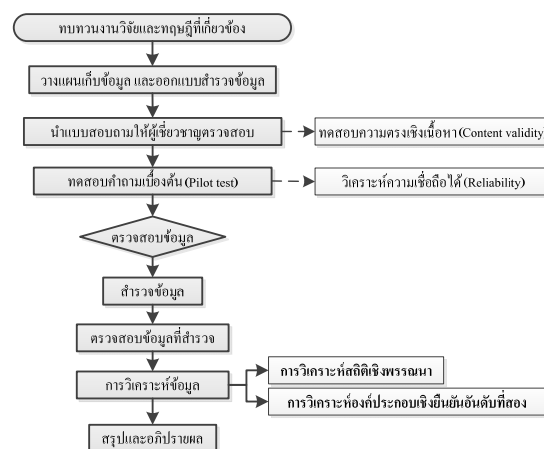 ทบทวนงานวิจัยและทฤษฎีที่เกี่ยวข้อง
วางแผนเก็บข้อมูล และออกแบบสำรวจข้อมูล
นำแบบสอบถามให้ผู้เชี่ยวชาญตรวจสอบ
ทดสอบความตรงเชิงเนื้อหา (Content validity)
ทดสอบคำถามเบื้องต้น (Pilot test)
วิเคราะห์ความเชื่อถือได้ (Reliability)
ตรวจสอบข้อมูล
สำรวจข้อมูล
ตรวจสอบข้อมูลที่สำรวจ
การวิเคราะห์ข้อมูล
การวิเคราะห์สถิติเชิงพรรณนา
การวิเคราะห์องค์ประกอบเชิงยืนยันอันดับที่สอง
สรุปและอภิปรายผล